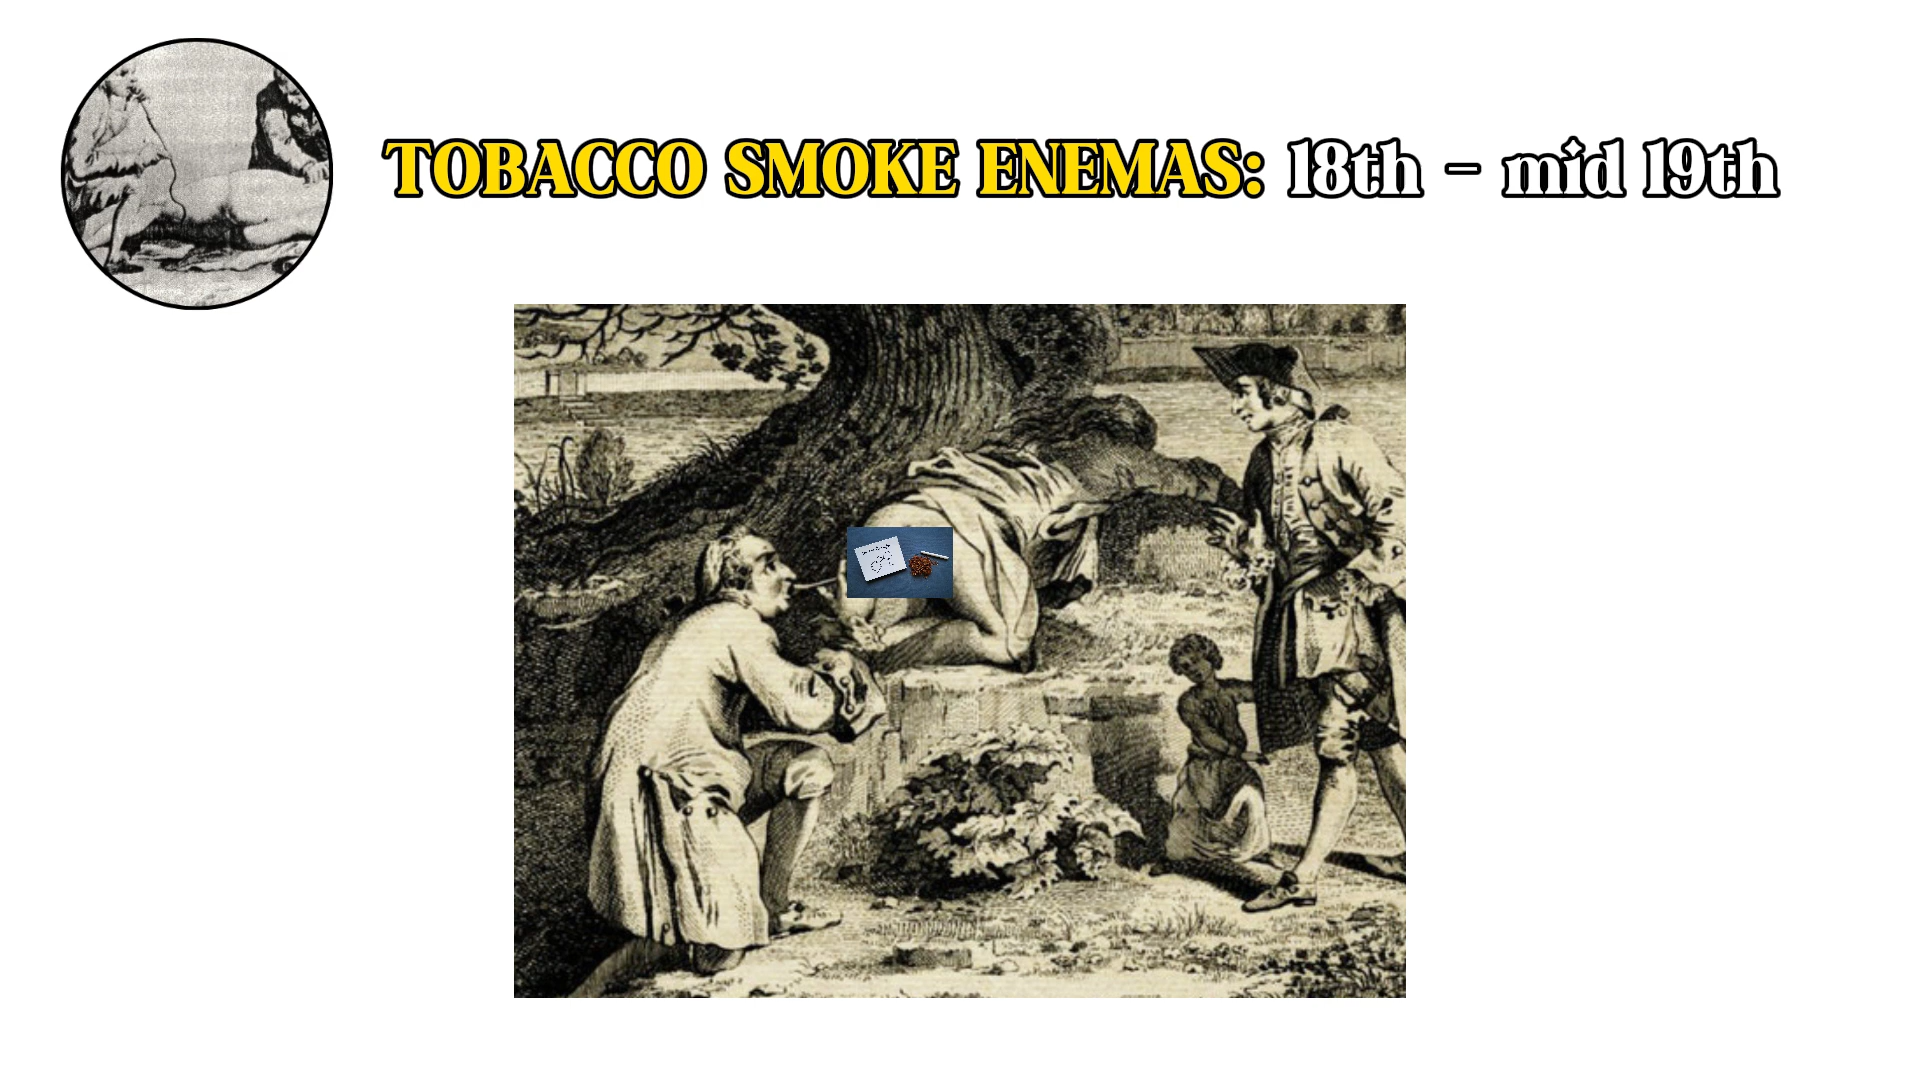 TOBACCO SMOKE ENEMAS: 18th – mid 19th